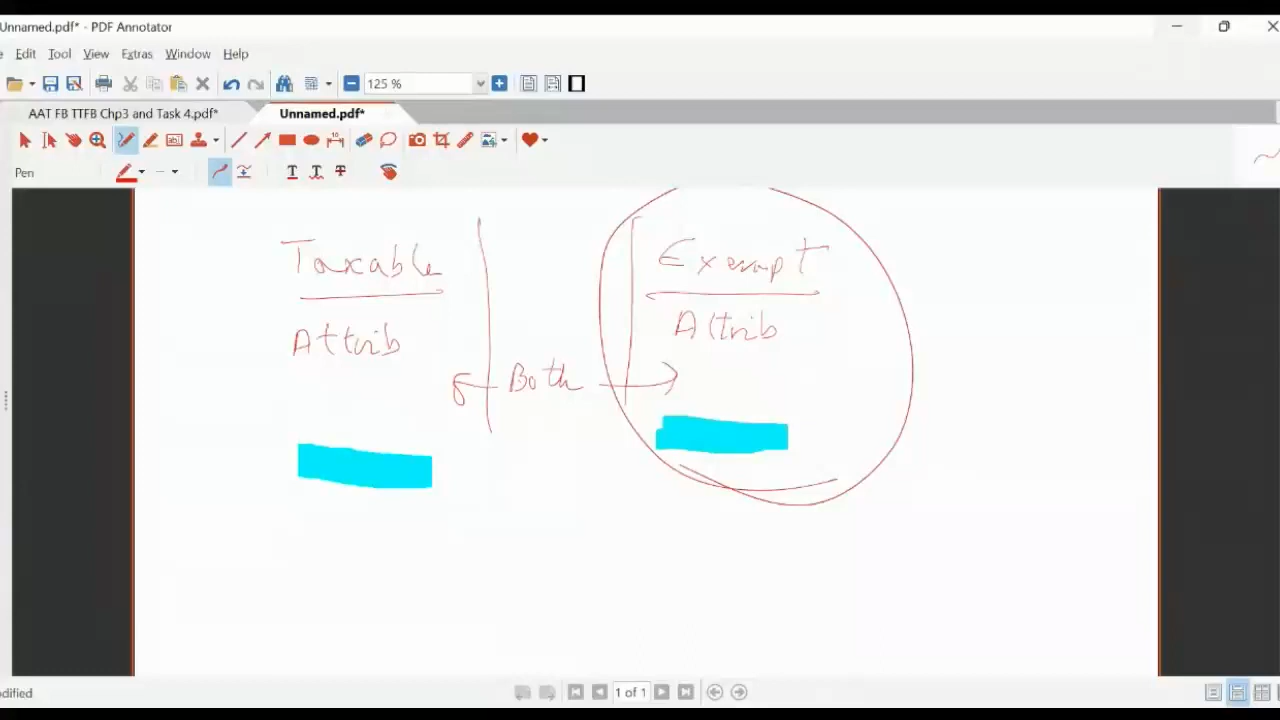 Unnamed.pdf* - PDF Annotator
Edit Tool View Extras Window Help
125 %
AAT FB TTFB Chp3 and Task 4.pdf* Unnamed.pdf*
Pen
Taxable Exempt
Attrib Attrib
Both
1 of 1
odified